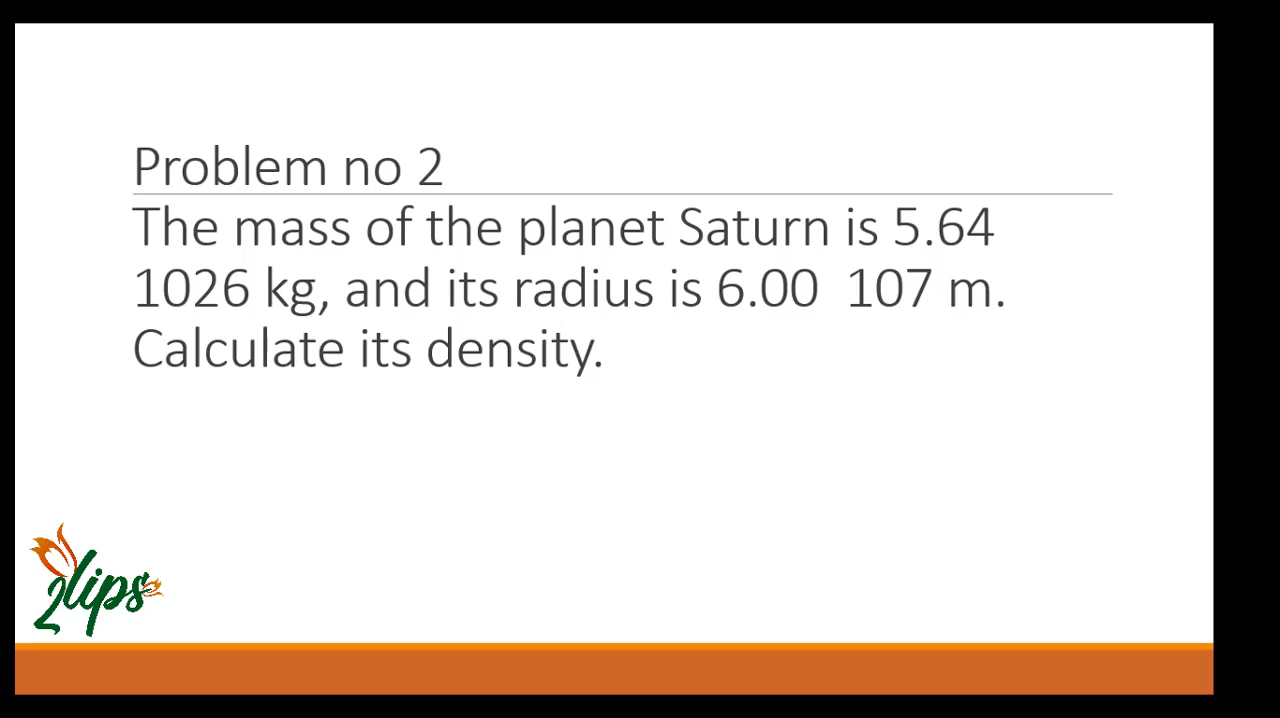 Problem no 2
The mass of the planet Saturn is 5.64
1026 kg, and its radius is 6.00  107 m.
Calculate its density.
2lips